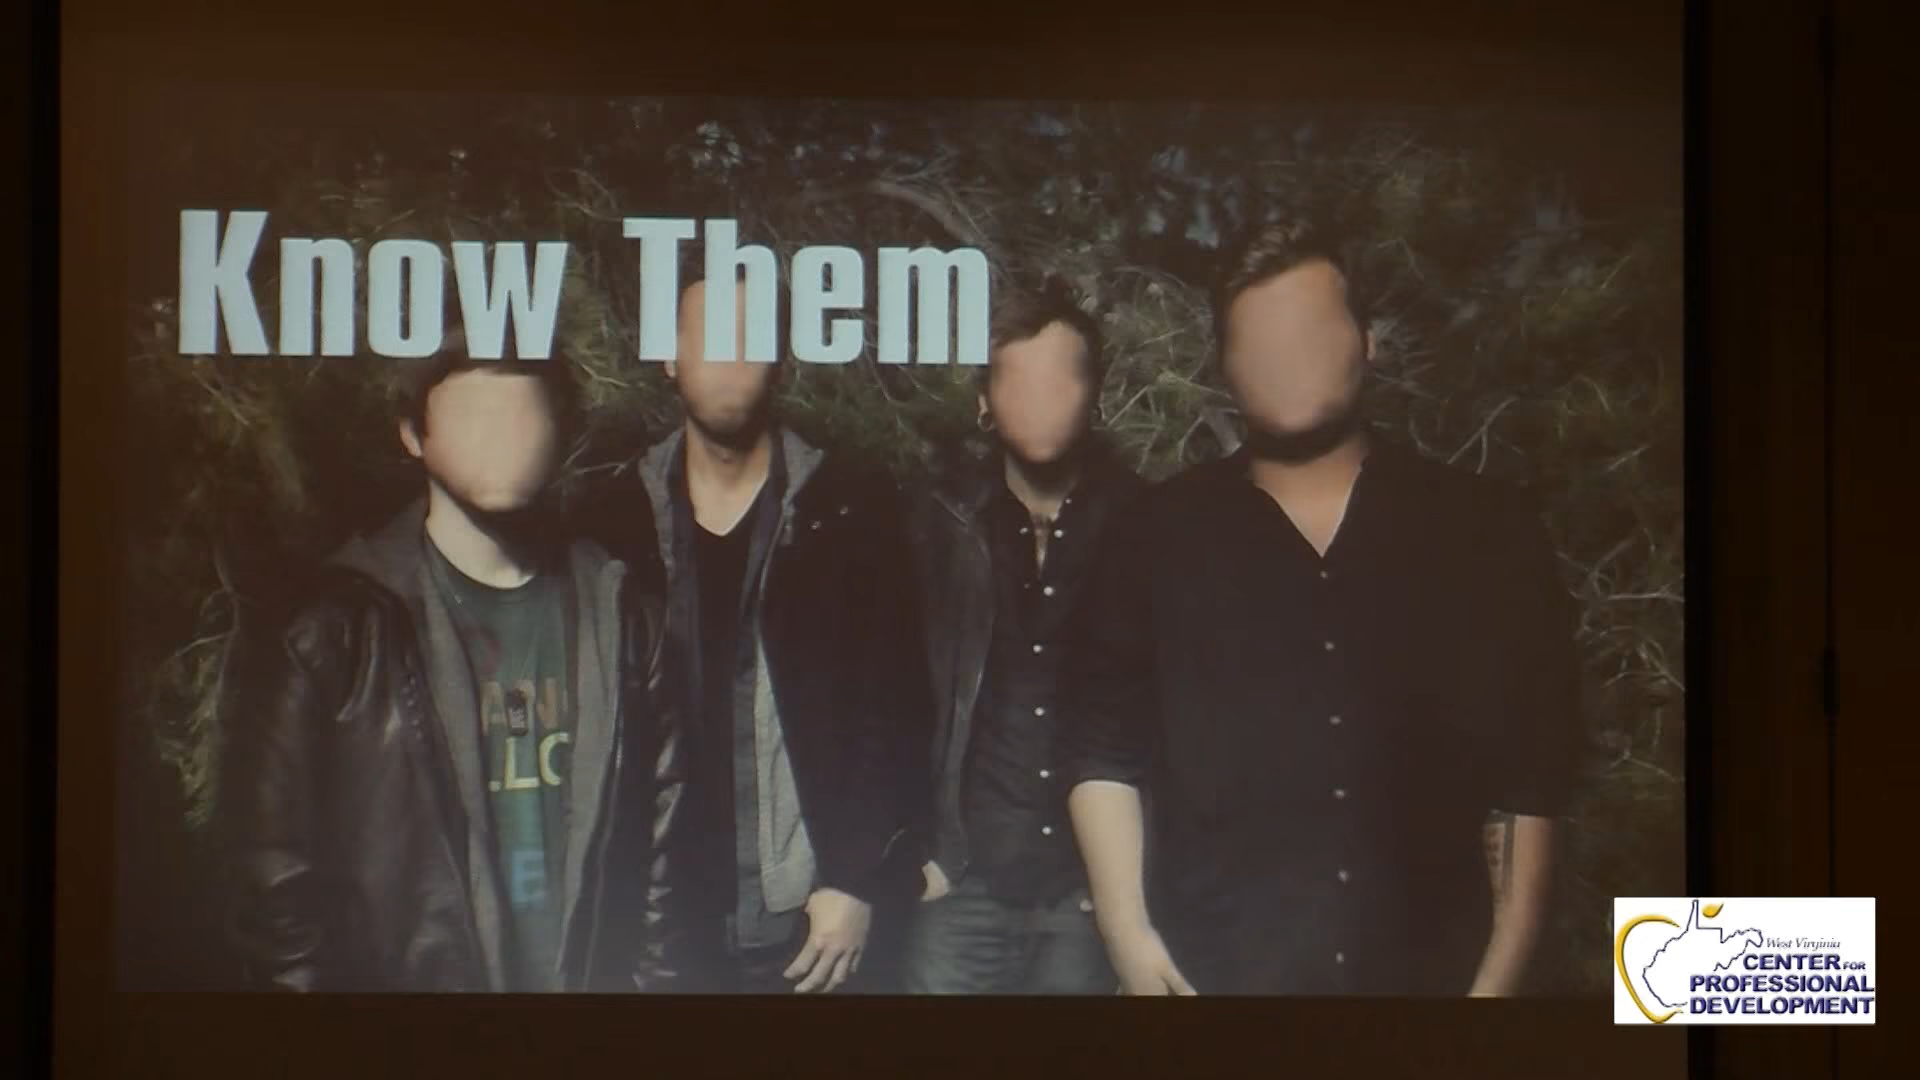 Know Them
West Virginia
CENTER FOR
PROFESSIONAL
DEVELOPMENT